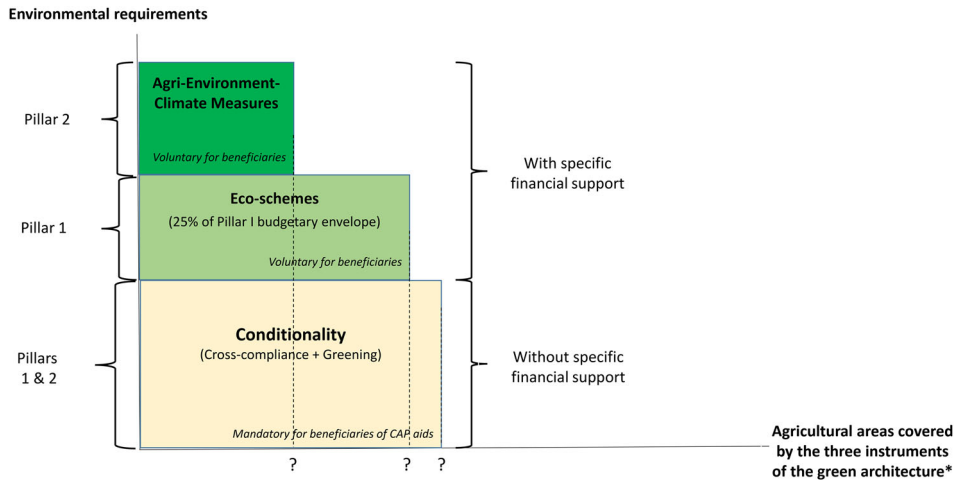 Environmental requirements
Agri-Environment-
Climate Measures
Pillar 2
Voluntary for beneficiaries
With specific
financial support
Eco-schemes
(25% of Pillar I budgetary envelope)
Pillar 1
Voluntary for beneficiaries
Conditionality
(Cross-compliance + Greening)
Pillars
1 & 2
Without specific
financial support
Mandatory for beneficiaries of CAP aids
? ? ?
Agricultural areas covered
by the three instruments
of the green architecture*